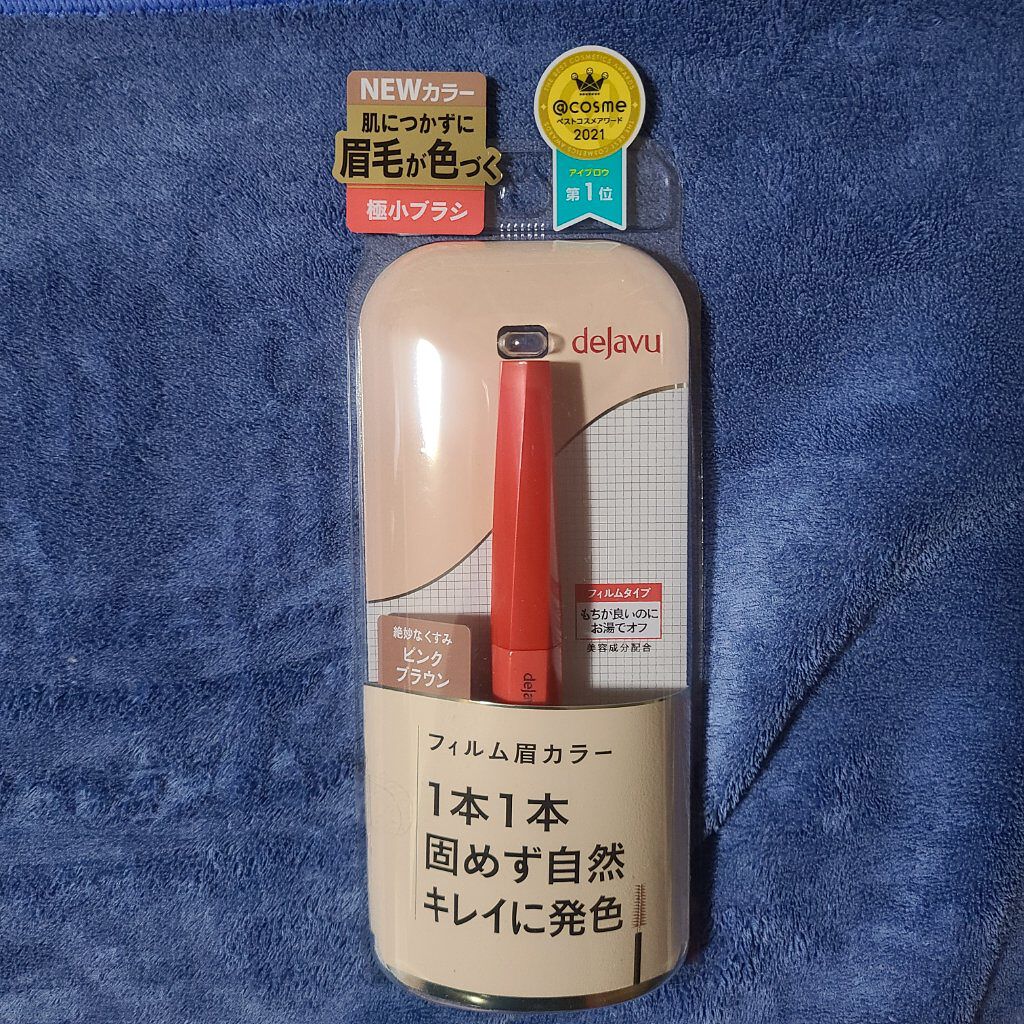 NEWカラー
肌につかずに
眉毛が色づく
極小ブラシ
THE BEST COSMETICS AWARDS
@cosme
ベストコスメアワード
2021
アイブロウ
第1位
deJavu
フィルムタイプ
もちが良いのに
お湯でオフ
美容成分配合
絶妙なくすみ
ピンク
ブラウン
deJa
フィルム眉カラー
1本1本
固めず自然
キレイに発色